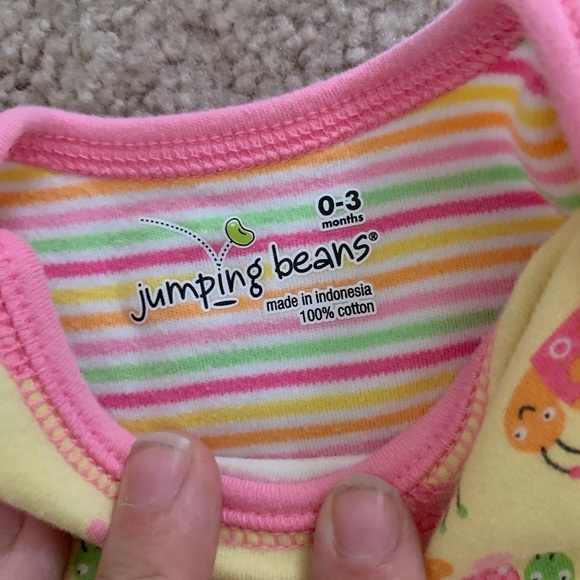 0-3
months
jumping beans®
made in indonesia
100% cotton